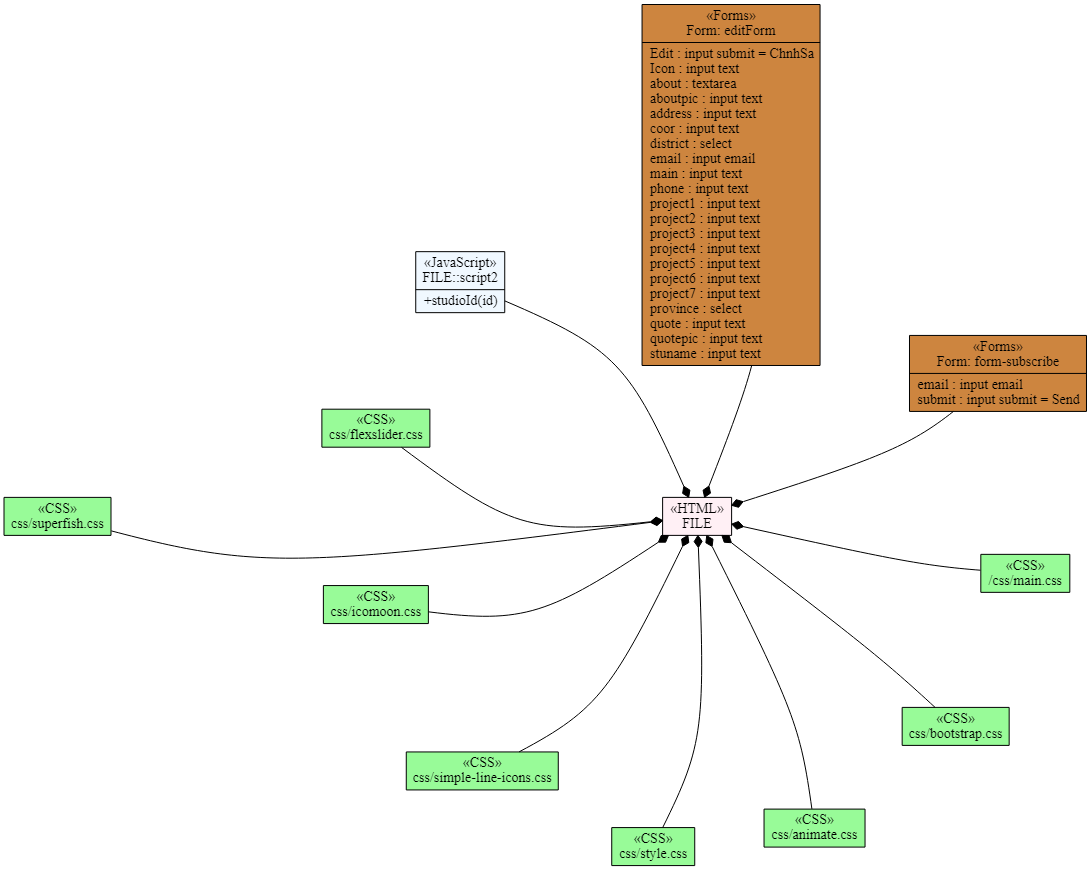 «Forms»
Form: editForm
Edit : input submit = ChnhSa
Icon : input text
about : textarea
aboutpic : input text
address : input text
coor : input text
district : select
email : input email
main : input text
phone : input text
project1 : input text
project2 : input text
project3 : input text
project4 : input text
project5 : input text
project6 : input text
project7 : input text
province : select
quote : input text
quotepic : input text
stuname : input text
«JavaScript»
FILE::script2
+studioId(id)
«Forms»
Form: form-subscribe
email : input email
submit : input submit = Send
«CSS»
css/flexslider.css
«CSS»
css/superfish.css
«HTML»
FILE
«CSS»
/css/main.css
«CSS»
css/icomoon.css
«CSS»
css/bootstrap.css
«CSS»
css/simple-line-icons.css
«CSS»
css/animate.css
«CSS»
css/style.css